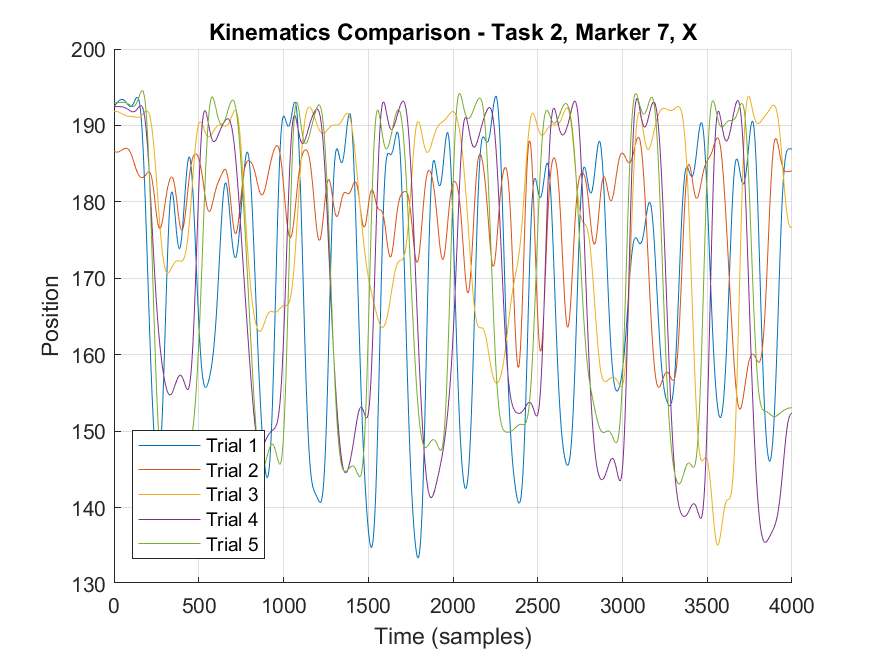 Kinematics Comparison - Task 2, Marker 7, X
200
190
180
170
160
150
140
130
Position
Trial 1
Trial 2
Trial 3
Trial 4
Trial 5
0 500 1000 1500 2000 2500 3000 3500 4000
Time (samples)